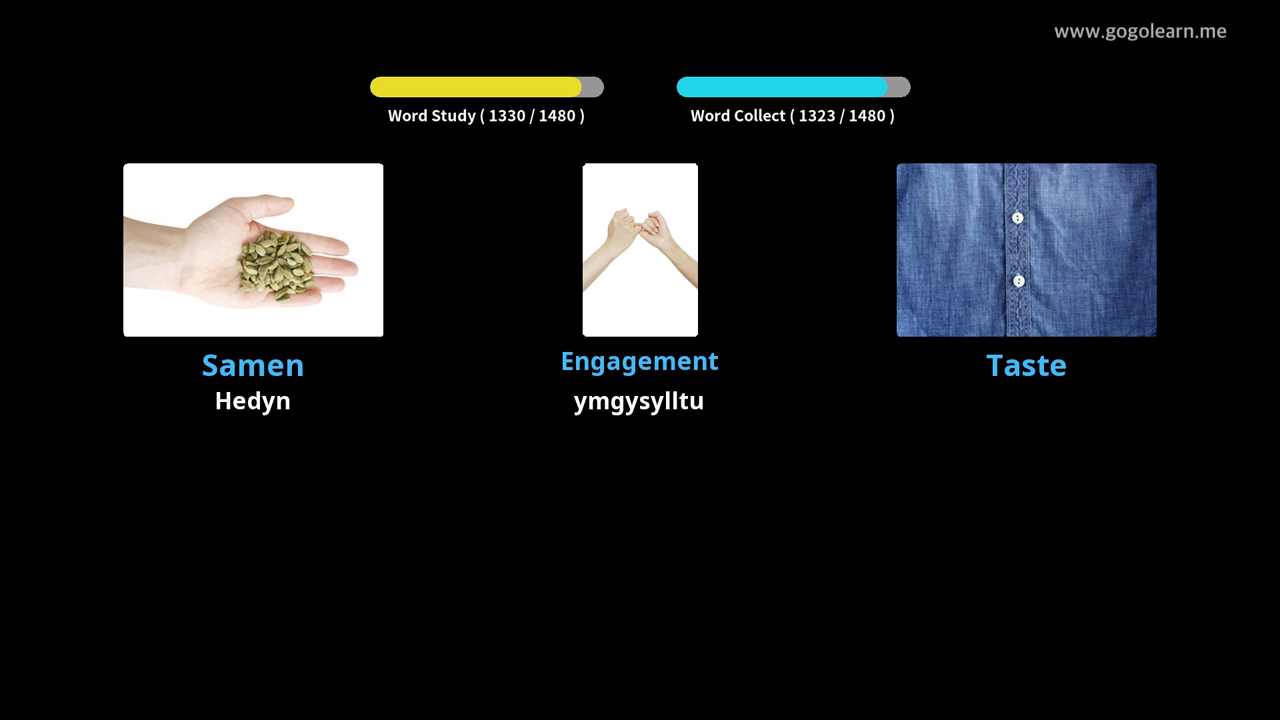 www.gogolearn.me
Word Study ( 1330 / 1480 )
Word Collect ( 1323 / 1480 )
Samen
Hedyn
Engagement
ymgysylltu
Taste